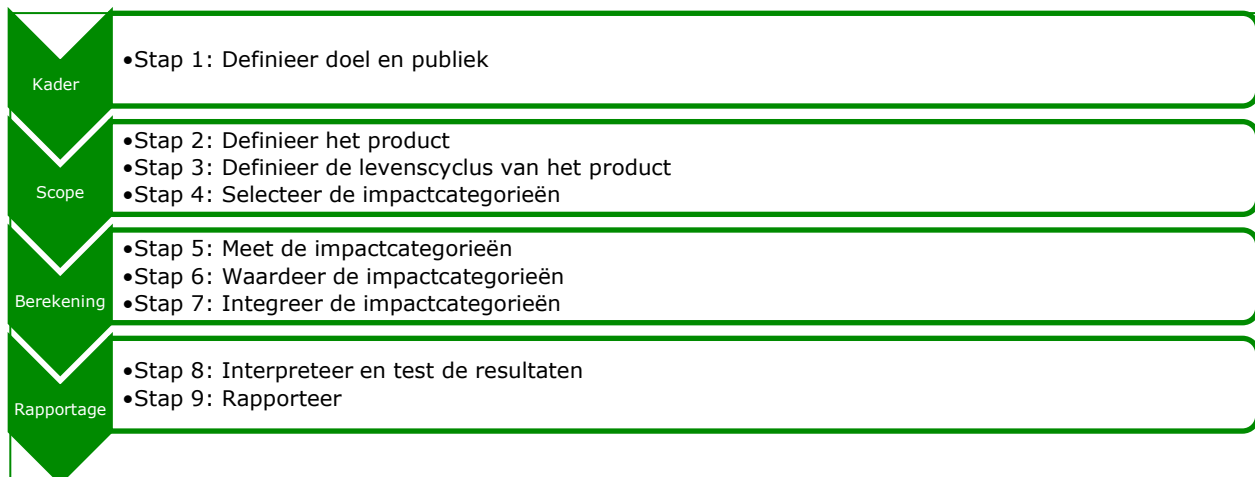 Kader
•Stap 1: Definieer doel en publiek
Scope
•Stap 2: Definieer het product
•Stap 3: Definieer de levenscyclus van het product
•Stap 4: Selecteer de impactcategorieën
Berekening
•Stap 5: Meet de impactcategorieën
•Stap 6: Waardeer de impactcategorieën
•Stap 7: Integreer de impactcategorieën
Rapportage
•Stap 8: Interpreteer en test de resultaten
•Stap 9: Rapporteer